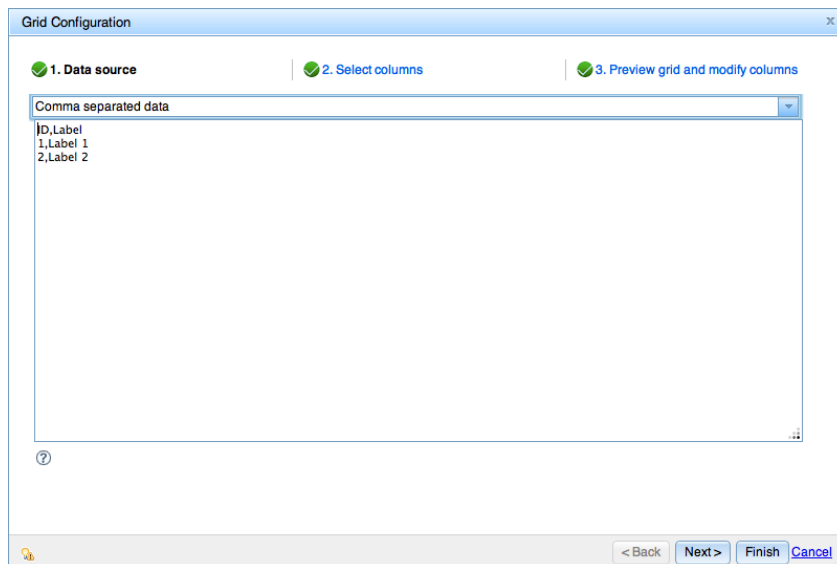 Grid Configuration
x
1. Data source
2. Select columns
3. Preview grid and modify columns
Comma separated data
ID,Label
1,Label 1
2,Label 2
?
< Back
Next >
Finish
Cancel